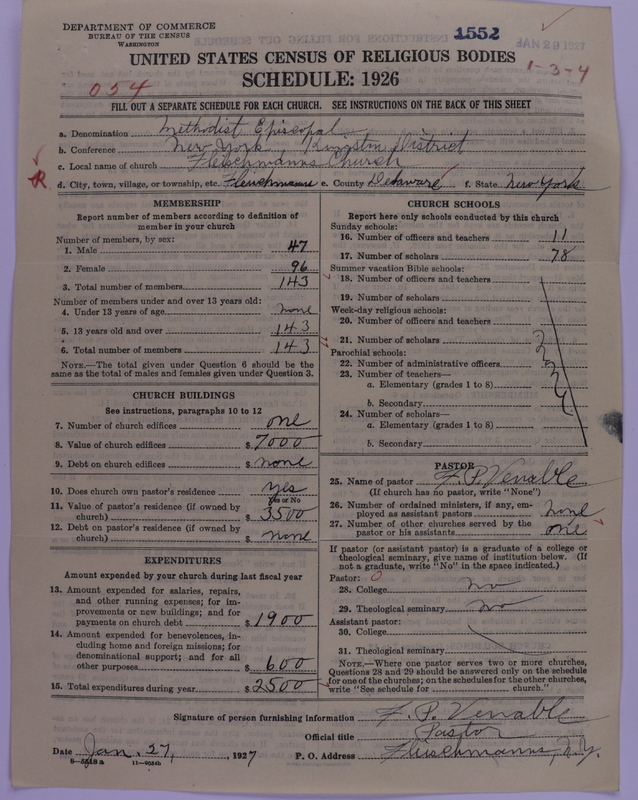 DEPARTMENT OF COMMERCE
BUREAU OF THE CENSUS
WASHINGTON
1552
JAN 29 1927
UNITED STATES CENSUS OF RELIGIOUS BODIES
1-3-4
SCHEDULE: 1926
054
FILL OUT A SEPARATE SCHEDULE FOR EACH CHURCH. SEE INSTRUCTIONS ON THE BACK OF THIS SHEET
a. Denomination Methodist Episcopal
b. Conference New York, Kingston District
c. Local name of church Fleischmanns Church
d. City, town, village, or township, etc. Fleischmanns e. County Delaware f. State New York
MEMBERSHIP
Report number of members according to definition of
member in your church
Number of members, by sex:
1. Male 47
2. Female 96
3. Total number of members 143
Number of members under and over 13 years old:
4. Under 13 years of age none
5. 13 years old and over 143
6. Total number of members 143
NOTE.—The total given under Question 6 should be
same as the total of males and females given under Question 3.
CHURCH BUILDINGS
See instructions, paragraphs 10 to 12
7. Number of church edifices one
8. Value of church edifices $ 7000
9. Debt on church edifices $ none
10. Does church own pastor's residence yes
Yes or No
11. Value of pastor's residence (if owned by
church) $ 3500
12. Debt on pastor's residence (if owned by
church) $ none
EXPENDITURES
Amount expended by your church during last fiscal year
13. Amount expended for salaries, repairs,
and other running expenses; for im-
provements or new buildings; and for
payments on church debt $ 1900
14. Amount expended for benevolences, in-
cluding home and foreign missions; for
denominational support; and for all
other purposes $ 600
15. Total expenditures during year $ 2500
CHURCH SCHOOLS
Report here only schools conducted by this church
Sunday schools:
16. Number of officers and teachers 11
17. Number of scholars 78
Summer vacation Bible schools:
18. Number of officers and teachers
19. Number of scholars
Week-day religious schools:
20. Number of officers and teachers
21. Number of scholars
Parochial schools:
22. Number of administrative officers
23. Number of teachers—
a. Elementary (grades 1 to 8)
b. Secondary
24. Number of scholars—
a. Elementary (grades 1 to 8)
b. Secondary
PASTOR
25. Name of pastor F. P. Venable
(If church has no pastor, write "None")
26. Number of ordained ministers, if any, em-
ployed as assistant pastors none
27. Number of other churches served by the
pastor or his assistants one
If pastor (or assistant pastor) is a graduate of a college or
theological seminary, give name of institution below. (If
not a graduate, write "No" in the space indicated.)
Pastor: 0
28. College no
29. Theological seminary no
Assistant pastor:
30. College
31. Theological seminary
NOTE.—Where one pastor serves two or more churches,
Questions 28 and 29 should be answered only on the schedule
for one of the churches; on the schedules for the other churches,
write "See schedule for church."
Signature of person furnishing information F. P. Venable
Official title Pastor
Date Jan. 27, 1927 P. O. Address Fleischmanns, N.Y.
8-5518 a 11-9554b